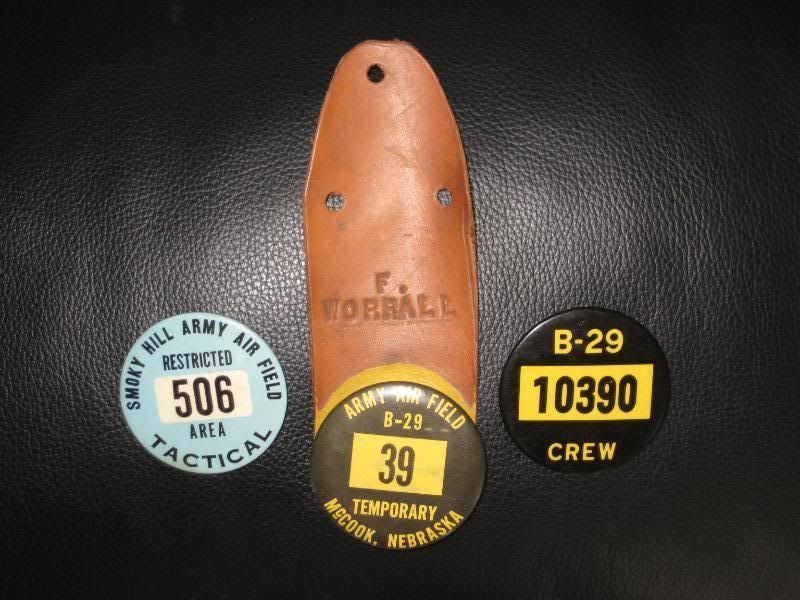 F.
WORRALL
SMOKY HILL ARMY AIR FIELD
RESTRICTED
506
AREA
TACTICAL
ARMY AIR FIELD
B-29
39
TEMPORARY
McCOOK, NEBRASKA
B-29
10390
CREW